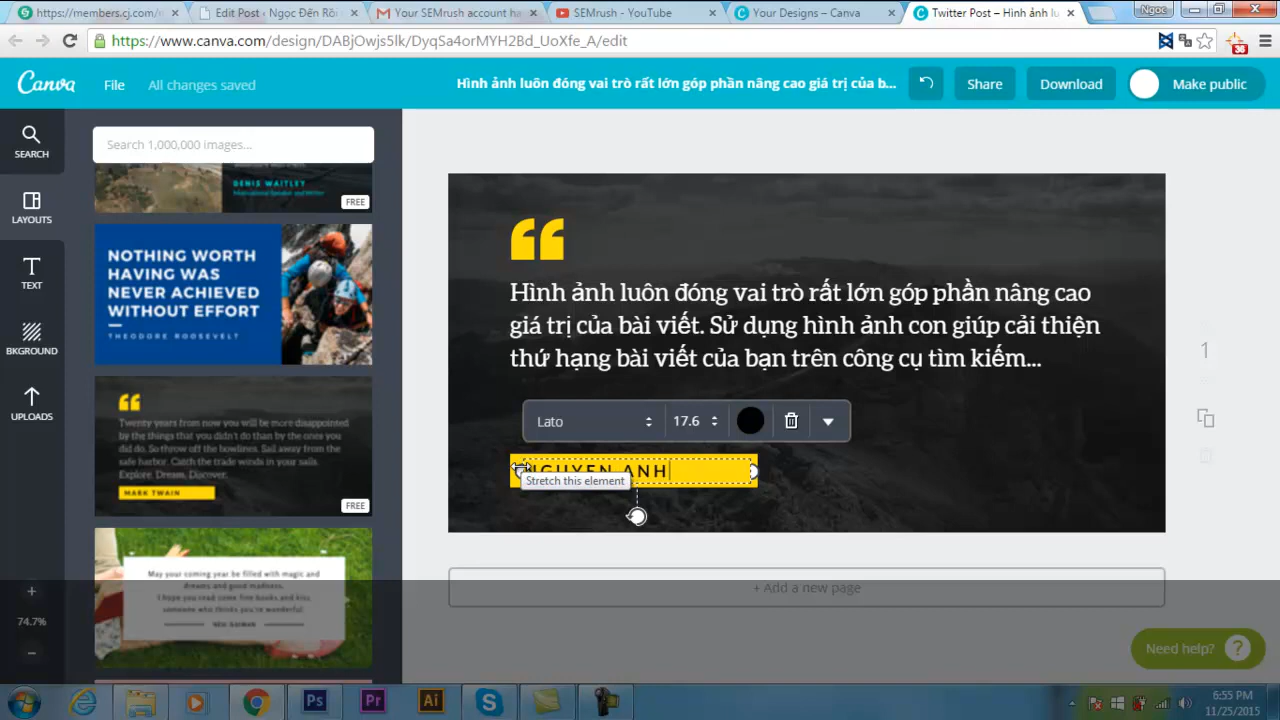 https://members.cj.com/m
Edit Post ‹ Ngọc Đến Rồi
Your SEMrush account ha
SEMrush - YouTube
Your Designs – Canva
Twitter Post – Hình ảnh lu
Ngoc
https://www.canva.com/design/DABjOwjs5lk/DyqSa4orMYH2Bd_UoXfe_A/edit
36
Canva
File
All changes saved
Hình ảnh luôn đóng vai trò rất lớn góp phần nâng cao giá trị của b...
Share
Download
Make public
SEARCH
LAYOUTS
TEXT
BKGROUND
UPLOADS
74.7%
Search 1,000,000 images...
DENIS WAITLEY
Motivational Speaker and Writer
FREE
NOTHING WORTH
HAVING WAS
NEVER ACHIEVED
WITHOUT EFFORT
THEODORE ROOSEVELT
Twenty years from now you will be more disappointed
by the things that you didn't do than by the ones you
did do. So throw off the bowlines. Sail away from the
safe harbor. Catch the trade winds in your sails.
Explore. Dream. Discover.
MARK TWAIN
FREE
May your coming year be filled with magic and
dreams and good madness.
I hope you read some fine books and kiss
someone who thinks you're wonderful.
NEIL GAIMAN
Hình ảnh luôn đóng vai trò rất lớn góp phần nâng cao
giá trị của bài viết. Sử dụng hình ảnh con giúp cải thiện
thứ hạng bài viết của bạn trên công cụ tìm kiếm...
Lato
17.6
NGUYEN ANH
Stretch this element
1
+ Add a new page
Need help?
?
Ps
Pr
Ai
6:55 PM
11/25/2015